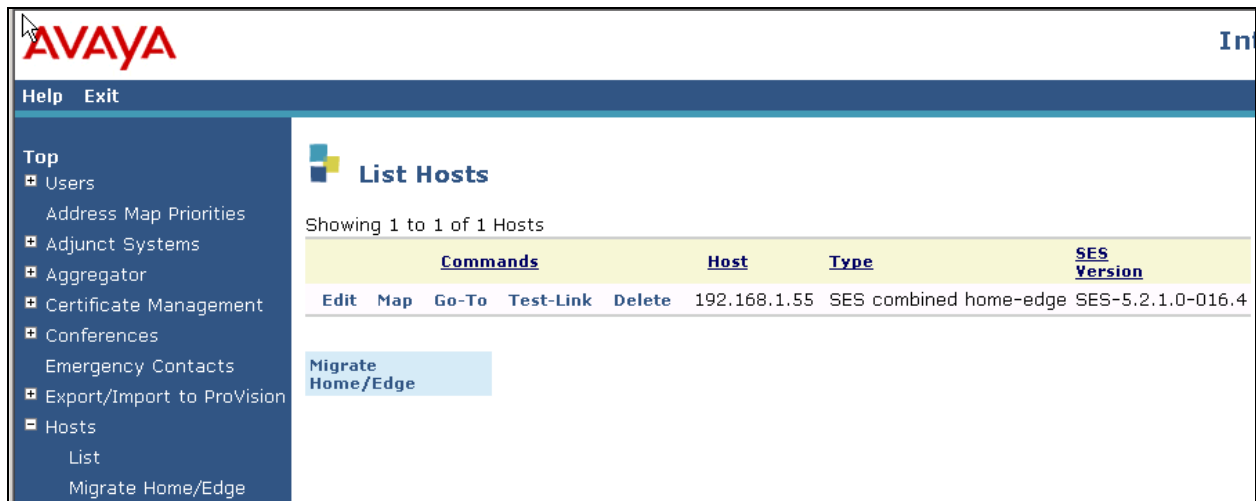 AVAYA
Int
Help Exit
Top
Users
Address Map Priorities
Adjunct Systems
Aggregator
Certificate Management
Conferences
Emergency Contacts
Export/Import to ProVision
Hosts
List
Migrate Home/Edge
List Hosts
Showing 1 to 1 of 1 Hosts
Commands Host Type SES Version
Edit Map Go-To Test-Link Delete 192.168.1.55 SES combined home-edge SES-5.2.1.0-016.4
Migrate
Home/Edge